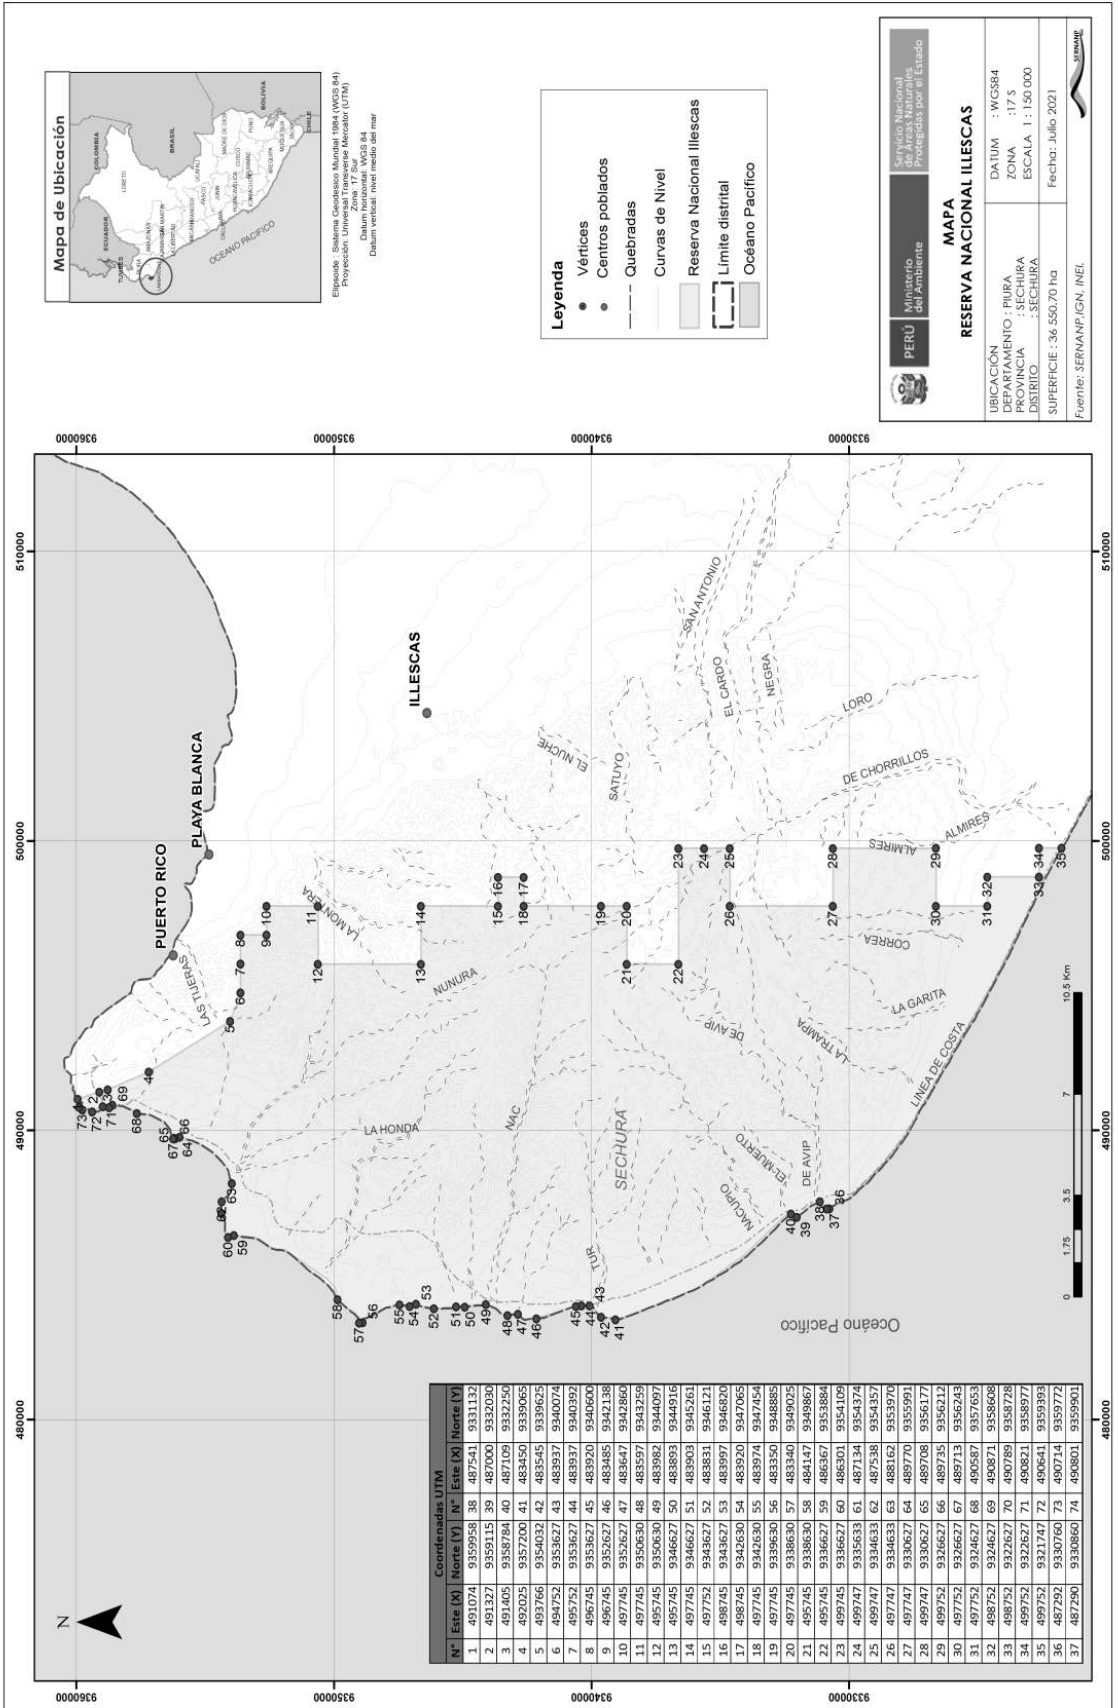 Mapa de Ubicación
ECUADOR
COLOMBIA
TUMBES
LORETO
AMAZONAS
BRASIL
UCAYALI
PASCO
JUNIN
CUSCO
MADRE DE DIOS
PUNO
AREQUIPA
BOLIVIA
CHILE
OCEANO PACIFICO
Elipsoide : Sistema Geodesico Mundial 1984 (WGS 84)
Proyección: Universal Transverse Mercator (UTM)
Zona: 17 Sur
Datum horizontal: WGS 84
Datum vertical: nivel medio del mar
Leyenda
Vértices
Centros poblados
Quebradas
Curvas de Nivel
Reserva Nacional Illescas
Límite distrital
Océano Pacífico
PERÚ
Ministerio
del Ambiente
Servicio Nacional
de Áreas Naturales
Protegidas por el Estado
MAPA
RESERVA NACIONAL ILLESCAS
UBICACIÓN
DEPARTAMENTO : PIURA
PROVINCIA : SECHURA
DISTRITO : SECHURA
DATUM : WGS84
ZONA :17 S
ESCALA 1 : 150 000
SUPERFICIE : 36 550.70 ha
Fecha: Julio 2021
Fuente: SERNANP,IGN, INEI.
SERNANP
N
480000
490000
500000
510000
9360000
9350000
9340000
9330000
PUERTO RICO
PLAYA BLANCA
ILLESCAS
LAS TIJERAS
LA MONTERA
NUNURA
LA HONDA
NAC
SECHURA
TUR
NACUPIO
EL MUERTO
DE AVIP
DE AVIP
LA TRAMPA
LA GARITA
CORREA
LINEA DE COSTA
EL NUCHE
SATUYO
SAN ANTONIO
EL CARDO
NEGRA
LORO
DE CHORRILLOS
ALMIRES
ALMIRES
Oceáno Pacífico
0 1.75 3.5 7 10.5 Km
Coordenadas UTM
N° Este (X) Norte (Y) N° Este (X) Norte (Y)
1 491074 9359958 38 487541 9331132
2 491327 9359115 39 487000 9332030
3 491405 9358784 40 487109 9332250
4 492025 9357200 41 483450 9339065
5 493766 9354032 42 483545 9339625
6 494752 9353627 43 483937 9340074
7 495752 9353627 44 483937 9340392
8 496745 9353627 45 483920 9340600
9 496745 9352627 46 483485 9342138
10 497745 9352627 47 483647 9342860
11 497745 9350630 48 483597 9343259
12 495745 9350630 49 483982 9344097
13 495745 9346627 50 483893 9344916
14 497745 9346627 51 483903 9345261
15 497752 9343627 52 483831 9346121
16 498745 9343627 53 483997 9346820
17 498745 9342630 54 483920 9347065
18 497745 9342630 55 483974 9347454
19 497745 9339630 56 483350 9348885
20 497745 9338630 57 483340 9349025
21 495745 9338630 58 484147 9349867
22 495745 9336627 59 486367 9353884
23 499745 9336627 60 486301 9354109
24 499747 9335633 61 487134 9354374
25 499747 9334633 62 487538 9354357
26 497747 9334633 63 488162 9353970
27 497747 9330627 64 489770 9355991
28 499747 9330627 65 489708 9356177
29 499752 9326627 66 489735 9356212
30 497752 9326627 67 489713 9356243
31 497752 9324627 68 490587 9357653
32 498752 9324627 69 490871 9358608
33 498752 9322627 70 490789 9358728
34 499752 9322627 71 490821 9358977
35 499752 9321747 72 490641 9359393
36 487292 9330760 73 490714 9359772
37 487290 9330860 74 490801 9359901